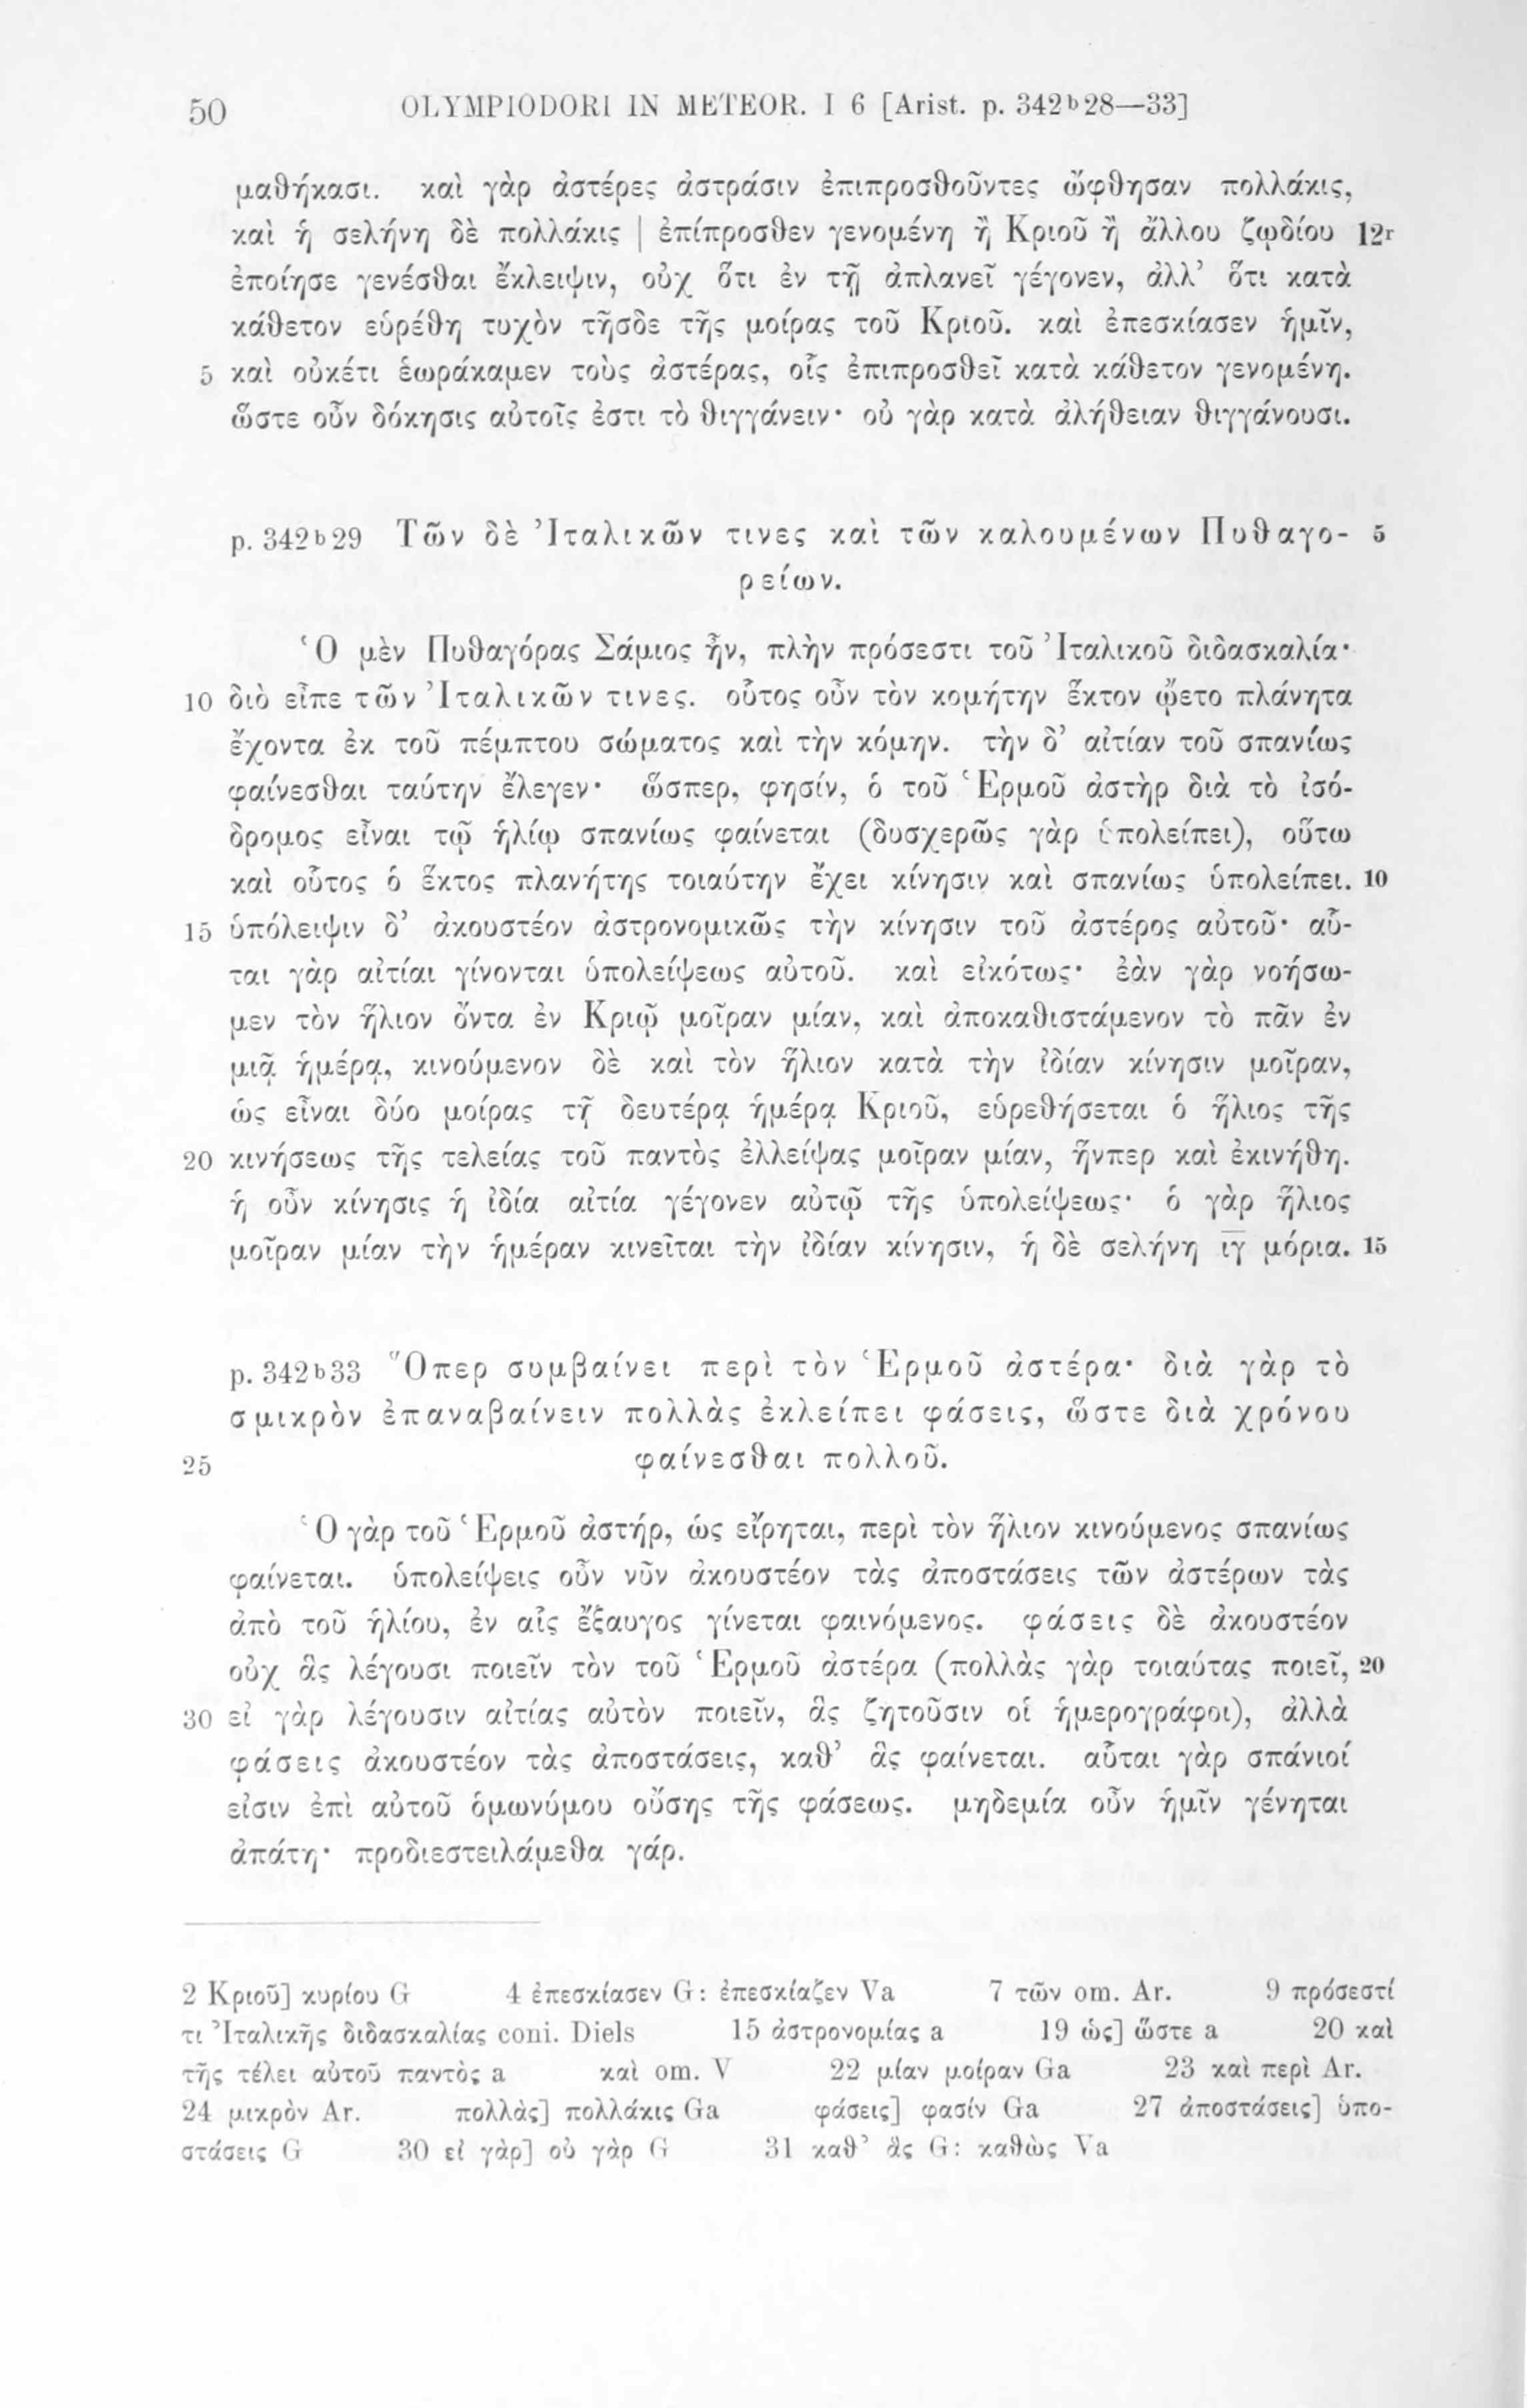 50 OLYMPIODORI IN METEOR. I 6 [Arist. p. 342ᵇ28—33]
μαθήκασι. καὶ γὰρ ἀστέρες ἀστράσιν ἐπιπροσθοῦντες ὤφθησαν πολλάκις,
καὶ ἡ σελήνη δὲ πολλάκις | ἐπίπροσθεν γενομένη ἢ Κριοῦ ἢ ἄλλου ζῳδίου 12ʳ
ἐποίησε γενέσθαι ἔκλειψιν, οὐχ ὅτι ἐν τῇ ἀπλανεῖ γέγονεν, ἀλλ’ ὅτι κατὰ
κάθετον εὑρέθη τυχὸν τῆσδε τῆς μοίρας τοῦ Κριοῦ. καὶ ἐπεσκίασεν ἡμῖν,
5 καὶ οὐκέτι ἑωράκαμεν τοὺς ἀστέρας, οἷς ἐπιπροσθεῖ κατὰ κάθετον γενομένη.
ὥστε οὖν δόκησις αὐτοῖς ἐστι τὸ θιγγάνειν· οὐ γὰρ κατὰ ἀλήθειαν θιγγάνουσι.
p. 342ᵇ29 Τῶν δὲ Ἰταλικῶν τινες καὶ τῶν καλουμένων Πυθαγο- 5
ρείων.
Ὁ μὲν Πυθαγόρας Σάμιος ἦν, πλὴν πρόσεστι τοῦ Ἰταλικοῦ διδασκαλία·
10 διὸ εἶπε τῶν Ἰταλικῶν τινες. οὗτος οὖν τὸν κομήτην ἕκτον ᾤετο πλάνητα
ἔχοντα ἐκ τοῦ πέμπτου σώματος καὶ τὴν κόμην. τὴν δ’ αἰτίαν τοῦ σπανίως
φαίνεσθαι ταύτην ἔλεγεν· ὥσπερ, φησίν, ὁ τοῦ Ἑρμοῦ ἀστὴρ διὰ τὸ ἰσό-
δρομος εἶναι τῷ ἡλίῳ σπανίως φαίνεται (δυσχερῶς γὰρ ὑπολείπει), οὕτω
καὶ οὗτος ὁ ἕκτος πλανήτης τοιαύτην ἔχει κίνησιν καὶ σπανίως ὑπολείπει. 10
15 ὑπόλειψιν δ’ ἀκουστέον ἀστρονομικῶς τὴν κίνησιν τοῦ ἀστέρος αὐτοῦ· αὗ-
ται γὰρ αἰτίαι γίνονται ὑπολείψεως αὐτοῦ. καὶ εἰκότως· ἐὰν γὰρ νοήσω-
μεν τὸν ἥλιον ὄντα ἐν Κριῷ μοῖραν μίαν, καὶ ἀποκαθιστάμενον τὸ πᾶν ἐν
μιᾷ ἡμέρᾳ, κινούμενον δὲ καὶ τὸν ἥλιον κατὰ τὴν ἰδίαν κίνησιν μοῖραν,
ὡς εἶναι δύο μοίρας τῇ δευτέρᾳ ἡμέρᾳ Κριοῦ, εὑρεθήσεται ὁ ἥλιος τῆς
20 κινήσεως τῆς τελείας τοῦ παντὸς ἐλλείψας μοῖραν μίαν, ἥνπερ καὶ ἐκινήθη.
ἡ οὖν κίνησις ἡ ἰδία αἰτία γέγονεν αὐτῷ τῆς ὑπολείψεως· ὁ γὰρ ἥλιος
μοῖραν μίαν τὴν ἡμέραν κινεῖται τὴν ἰδίαν κίνησιν, ἡ δὲ σελήνη ι̅γ̅ μόρια. 15
p. 342ᵇ33 Ὅπερ συμβαίνει περὶ τὸν Ἑρμοῦ ἀστέρα· διὰ γὰρ τὸ
σμικρὸν ἐπαναβαίνειν πολλὰς ἐκλείπει φάσεις, ὥστε διὰ χρόνου
25 φαίνεσθαι πολλοῦ.
Ὁ γὰρ τοῦ Ἑρμοῦ ἀστήρ, ὡς εἴρηται, περὶ τὸν ἥλιον κινούμενος σπανίως
φαίνεται. ὑπολείψεις οὖν νῦν ἀκουστέον τὰς ἀποστάσεις τῶν ἀστέρων τὰς
ἀπὸ τοῦ ἡλίου, ἐν αἷς ἔξαυγος γίνεται φαινόμενος. φάσεις δὲ ἀκουστέον
οὐχ ἃς λέγουσι ποιεῖν τὸν τοῦ Ἑρμοῦ ἀστέρα (πολλὰς γὰρ τοιαύτας ποιεῖ, 20
30 εἰ γὰρ λέγουσιν αἰτίας αὐτὸν ποιεῖν, ἃς ζητοῦσιν οἱ ἡμερογράφοι), ἀλλὰ
φάσεις ἀκουστέον τὰς ἀποστάσεις, καθ’ ἃς φαίνεται. αὗται γὰρ σπάνιοί
εἰσιν ἐπὶ αὐτοῦ ὁμωνύμου οὔσης τῆς φάσεως. μηδεμία οὖν ἡμῖν γένηται
ἀπάτη· προδιεστειλάμεθα γάρ.
2 Κριοῦ] κυρίου G 4 ἐπεσκίασεν G: ἐπεσκίαζεν Va 7 τῶν om. Ar. 9 πρόσεστί
τι Ἰταλικῆς διδασκαλίας coni. Diels 15 ἀστρονομίας a 19 ὡς] ὥστε a 20 καὶ
τῆς τέλει αὐτοῦ παντὸς a καὶ om. V 22 μίαν μοίραν Ga 23 καὶ περὶ Ar.
24 μικρὸν Ar. πολλὰς] πολλάκις Ga φάσεις] φασίν Ga 27 ἀποστάσεις] ὑπο-
στάσεις G 30 εἰ γὰρ] οὐ γὰρ G 31 καθ’ ἃς G: καθὼς Va